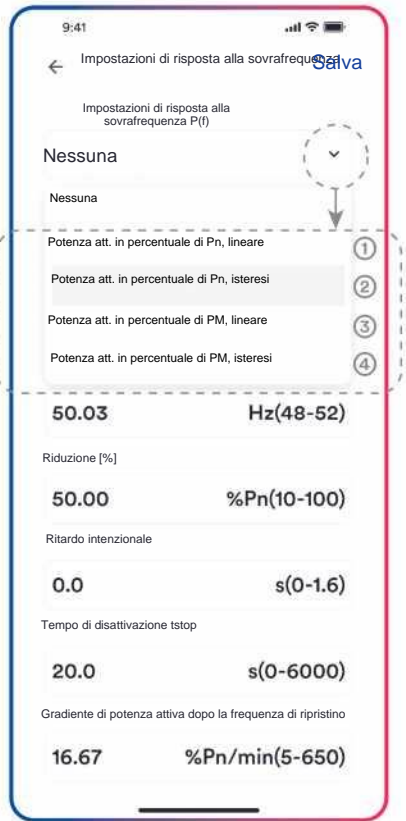 9:41
Impostazioni di risposta alla sovrafrequenza
Salva
Impostazioni di risposta alla
sovrafrequenza P(f)
Nessuna
Nessuna
Potenza att. in percentuale di Pn, lineare
1
Potenza att. in percentuale di Pn, isteresi
2
Potenza att. in percentuale di PM, lineare
3
Potenza att. in percentuale di PM, isteresi
4
50.03 Hz(48-52)
Riduzione [%]
50.00 %Pn(10-100)
Ritardo intenzionale
0.0 s(0-1.6)
Tempo di disattivazione tstop
20.0 s(0-6000)
Gradiente di potenza attiva dopo la frequenza di ripristino
16.67 %Pn/min(5-650)